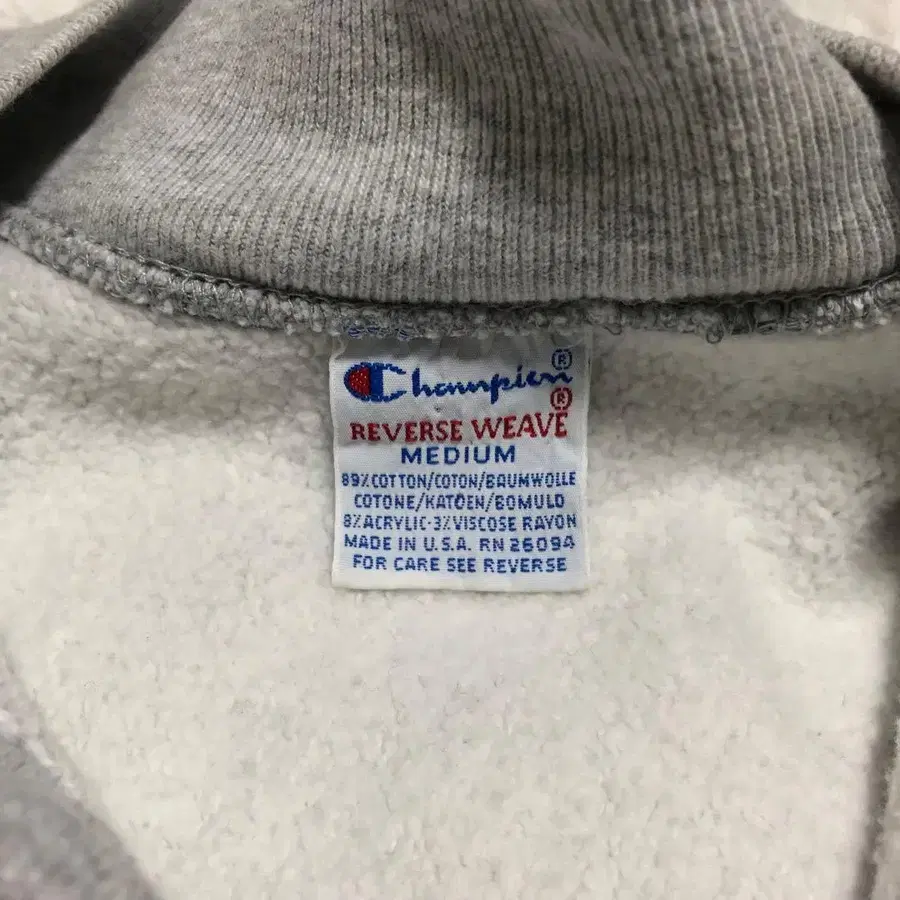 Champion®
REVERSE WEAVE®
MEDIUM
89% COTTON/COTON/BAUMWOLLE
COTONE/KATOEN/BOMULD
8% ACRYLIC-3% VISCOSE RAYON
MADE IN U.S.A. RN 26094
FOR CARE SEE REVERSE